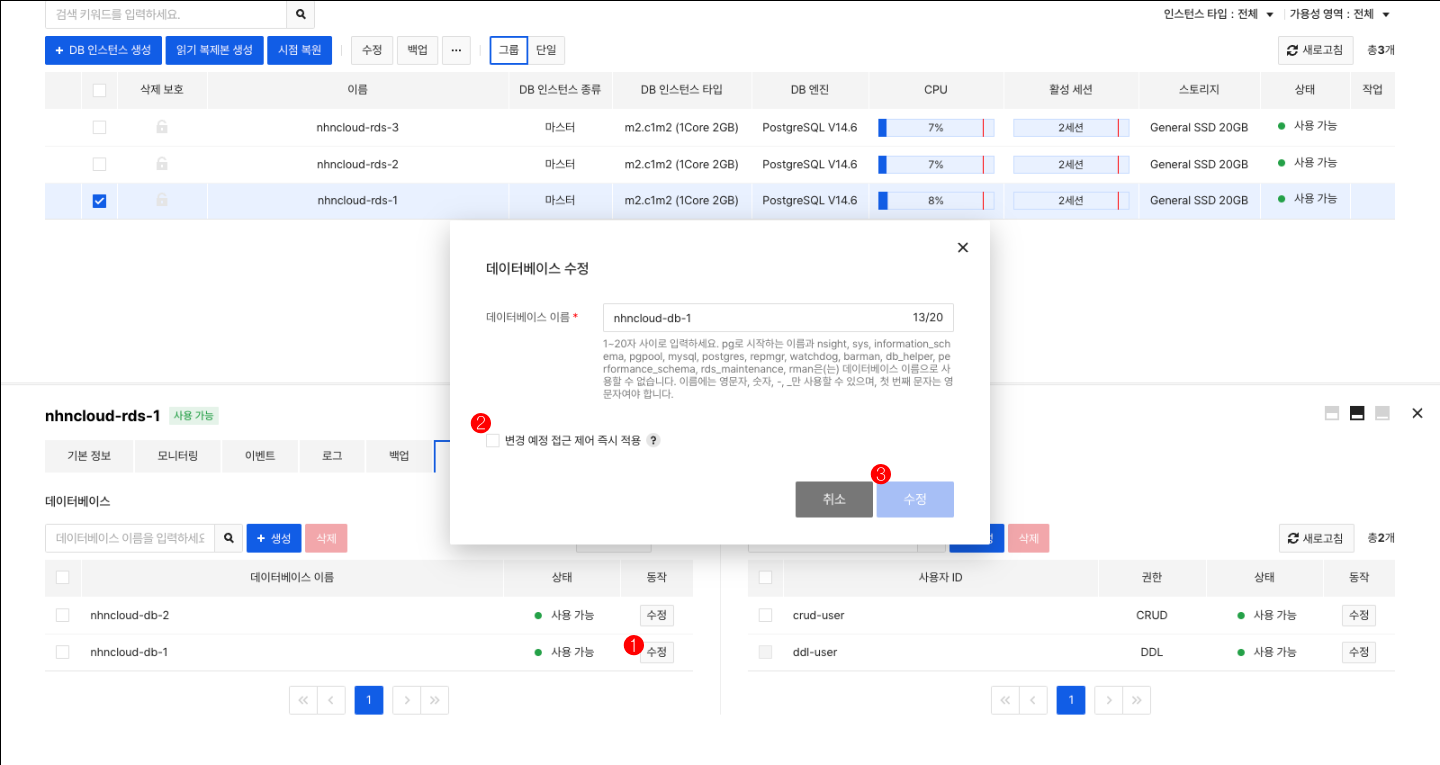 검색 키워드를 입력하세요.
인스턴스 타입 : 전체 ▼ 가용성 영역 : 전체 ▼
+ DB 인스턴스 생성 읽기 복제본 생성 시점 복원 수정 백업 ··· 그룹 단일 새로고침 총3개
삭제 보호 이름 DB 인스턴스 종류 DB 인스턴스 타입 DB 엔진 CPU 활성 세션 스토리지 상태 작업
nhncloud-rds-3 마스터 m2.c1m2 (1Core 2GB) PostgreSQL V14.6 7% 2세션 General SSD 20GB 사용 가능
nhncloud-rds-2 마스터 m2.c1m2 (1Core 2GB) PostgreSQL V14.6 7% 2세션 General SSD 20GB 사용 가능
nhncloud-rds-1 마스터 m2.c1m2 (1Core 2GB) PostgreSQL V14.6 8% 2세션 General SSD 20GB 사용 가능
데이터베이스 수정
데이터베이스 이름 * nhncloud-db-1 13/20
1~20자 사이로 입력하세요. pg로 시작하는 이름과 nsight, sys, information_sch
ema, pgpool, mysql, postgres, repmgr, watchdog, barman, db_helper, pe
rformance_schema, rds_maintenance, rman은(는) 데이터베이스 이름으로 사
용할 수 없습니다. 이름에는 영문자, 숫자, -, _만 사용할 수 있으며, 첫 번째 문자는 영
문자여야 합니다.
2
변경 예정 접근 제어 즉시 적용 ?
3
취소 수정
nhncloud-rds-1 사용 가능
기본 정보 모니터링 이벤트 로그 백업
데이터베이스
데이터베이스 이름을 입력하세요 + 생성 삭제
데이터베이스 이름 상태 동작
nhncloud-db-2 사용 가능 수정
nhncloud-db-1 사용 가능 1 수정
« ‹ 1 › »
삭제 새로고침 총2개
사용자 ID 권한 상태 동작
crud-user CRUD 사용 가능 수정
ddl-user DDL 사용 가능 수정
« ‹ 1 › »